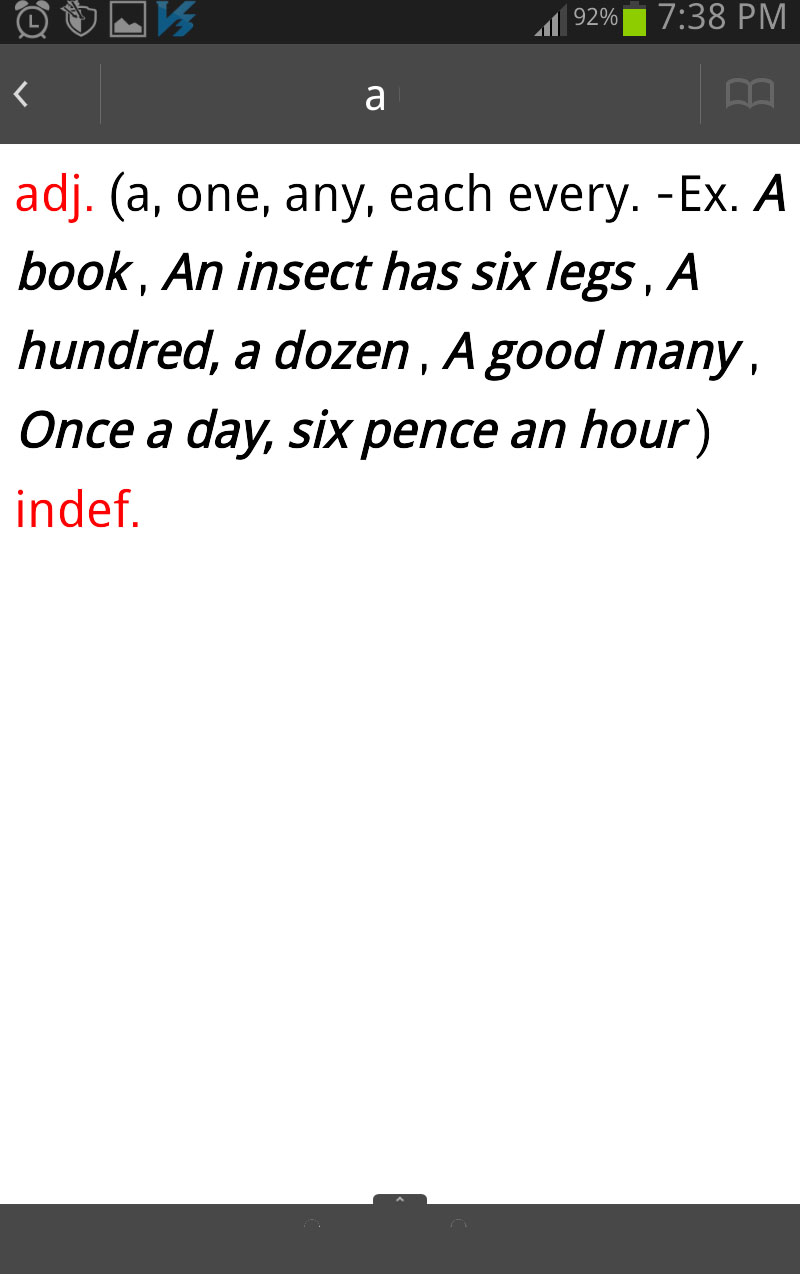 92% 7:38 PM
a
adj. (a, one, any, each every. -Ex. A
book , An insect has six legs , A
hundred, a dozen , A good many ,
Once a day, six pence an hour )
indef.